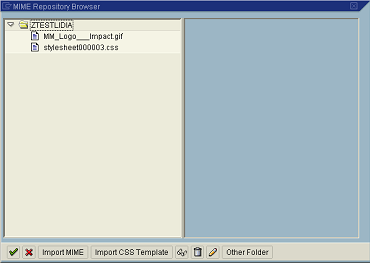 MIME Repository Browser
ZTESTLIDIA
MM_Logo___Impact.gif
stylesheet000003.css
Import MIME
Import CSS Template
Other Folder